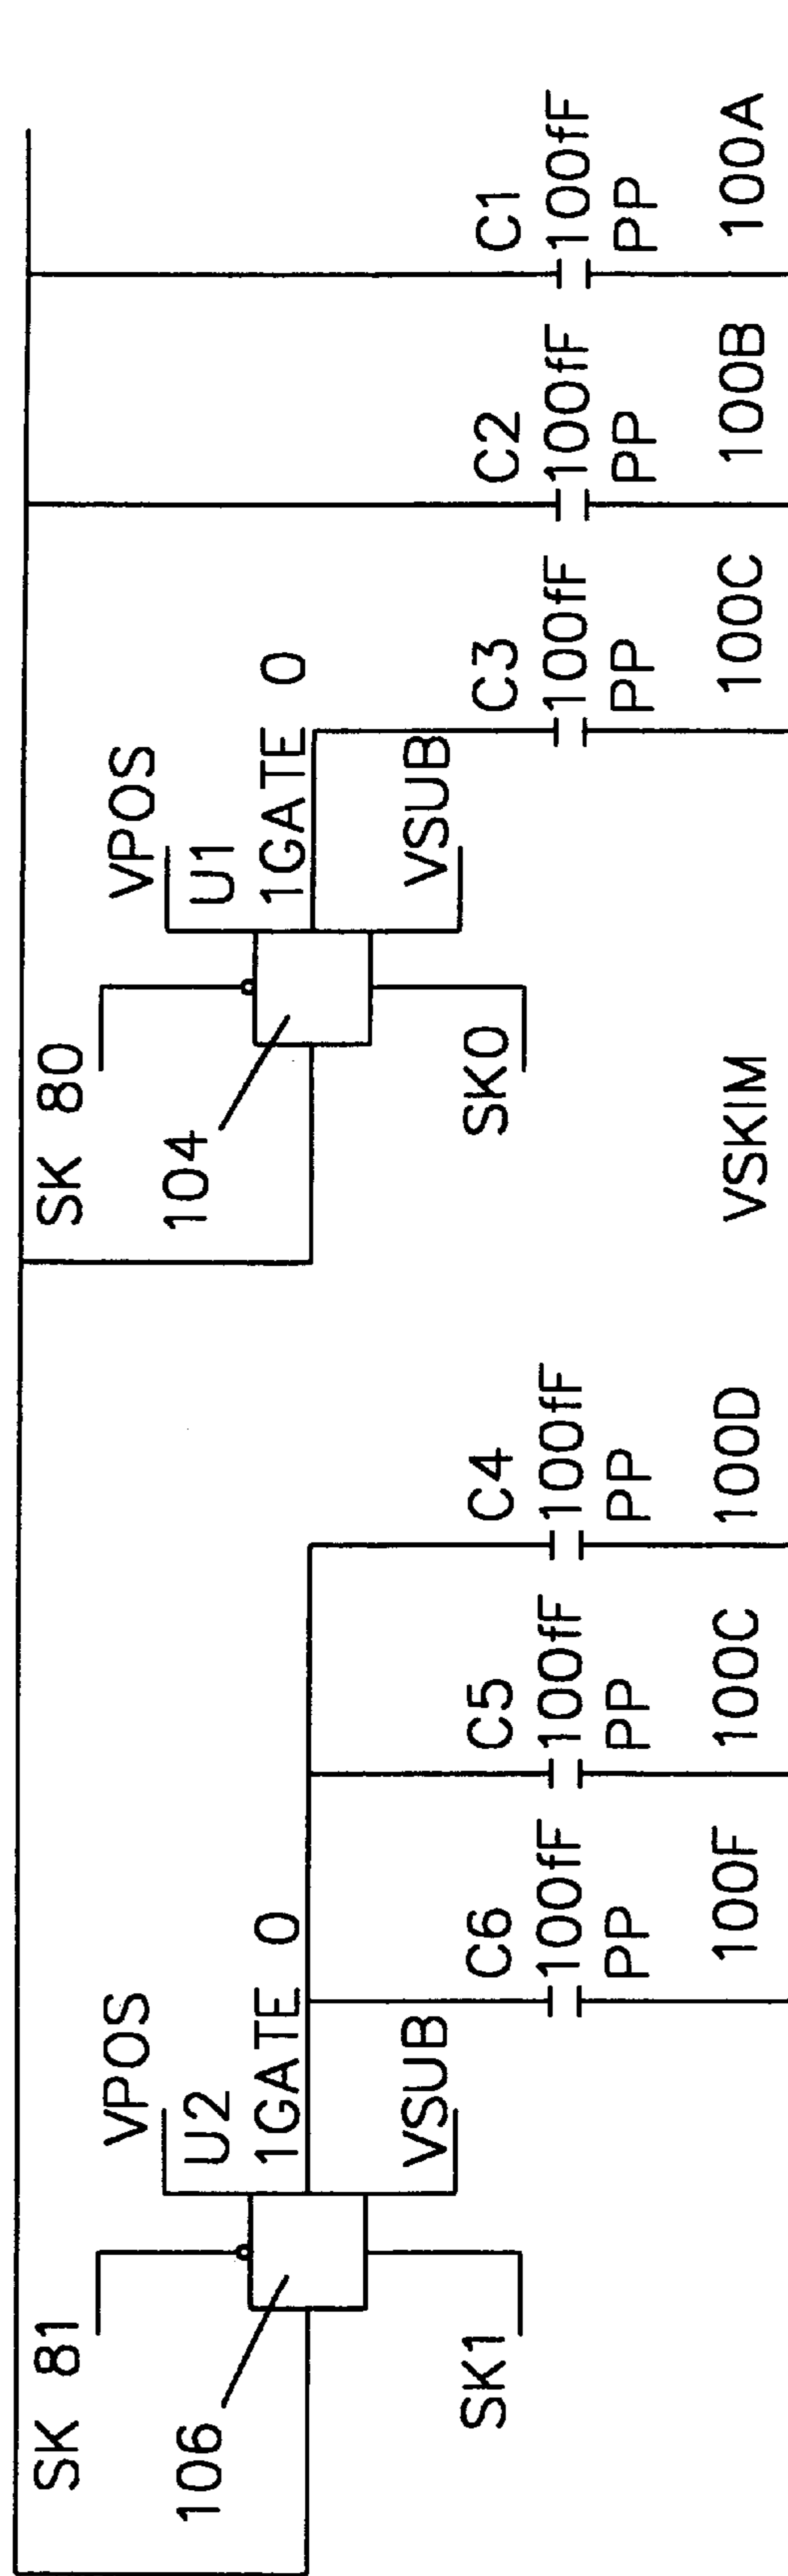 SK 81
VPOS
106
U2
1GATE 0
VSUB
SK1
C6
100fF
PP
100F
C5
100fF
PP
100C
C4
100fF
PP
100D
SK 80
VPOS
104
U1
1GATE 0
VSUB
SK0
VSKIM
C3
100fF
PP
100C
C2
100fF
PP
100B
C1
100fF
PP
100A